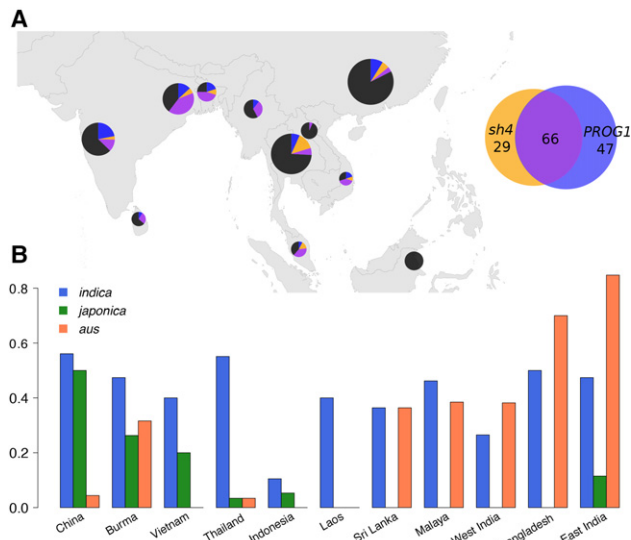 A
sh4
29
66
PROG1
47
B
indica
japonica
aus
0.8
0.6
0.4
0.2
0.0
China
Burma
Vietnam
Thailand
Indonesia
Laos
Sri Lanka
Malaya
West India
East India